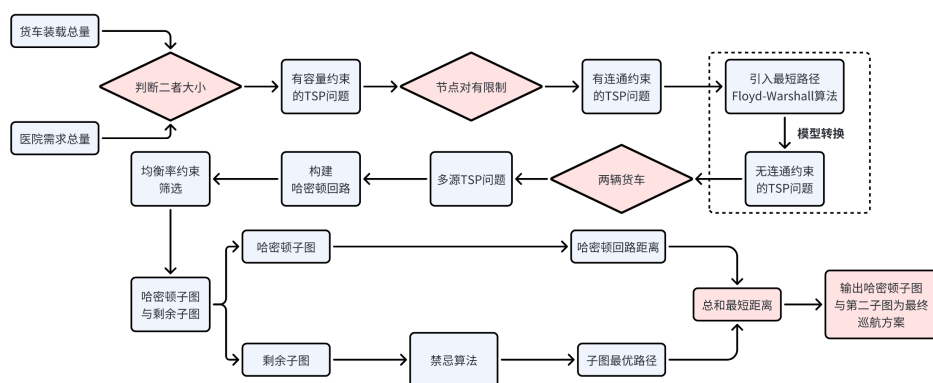 货车装载总量
判断二者大小
医院需求总量
有容量约束
的TSP问题
节点对有限制
有连通约束
的TSP问题
引入最短路径
Floyd-Warshall算法
模型转换
无连通约束
的TSP问题
两辆货车
多源TSP问题
构建
哈密顿回路
均衡率约束
筛选
哈密顿子图
与剩余子图
哈密顿子图
哈密顿回路距离
剩余子图
禁忌算法
子图最优路径
总和最短距离
输出哈密顿子图
与第二子图为最终
巡航方案